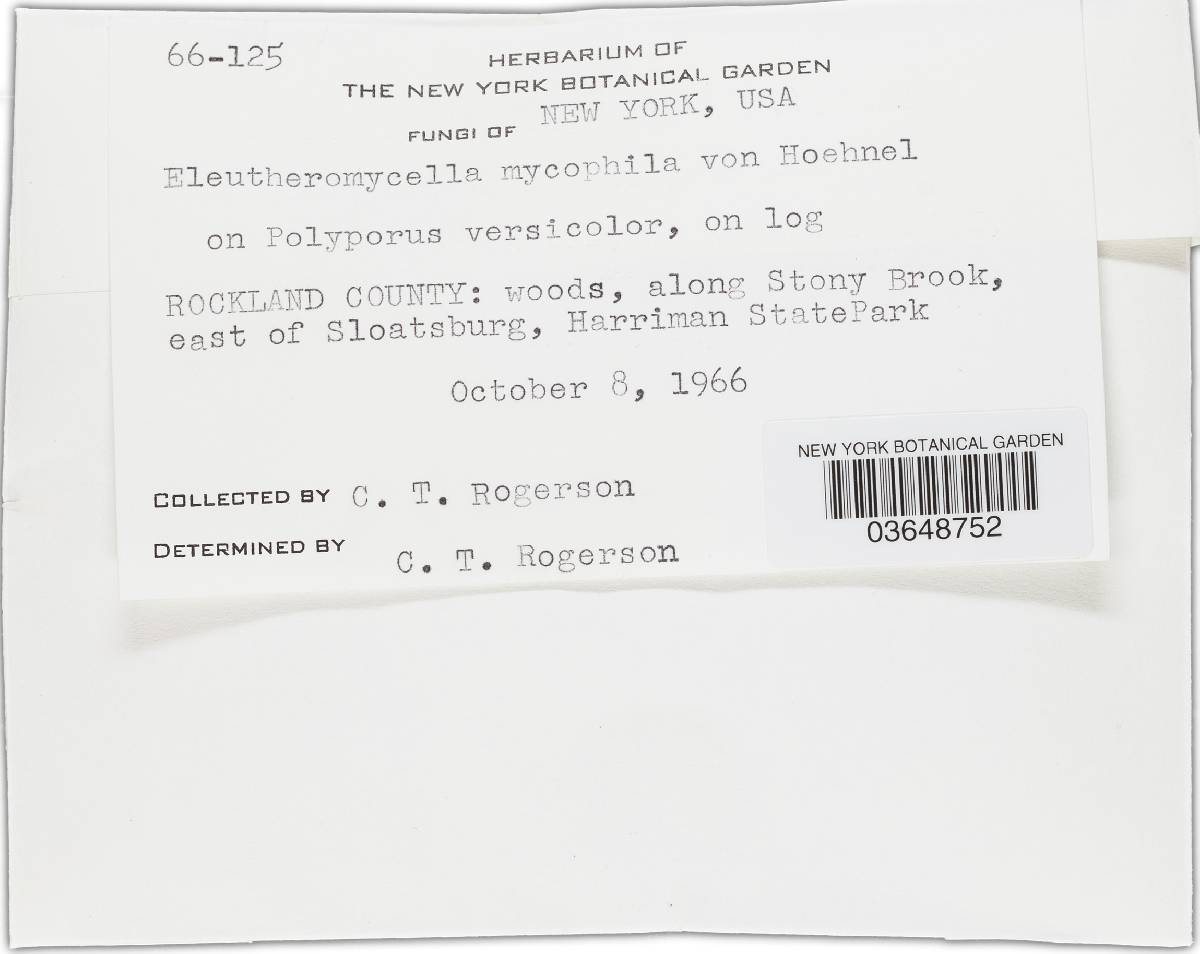 66-125
HERBARIUM OF
THE NEW YORK BOTANICAL GARDEN
FUNGI OF NEW YORK, USA
Eleutheromycella mycophila von Hoehnel
on Polyporus versicolor, on log
ROCKLAND COUNTY: woods, along Stony Brook,
east of Sloatsburg, Harriman StatePark
October 8, 1966
COLLECTED BY C. T. Rogerson
DETERMINED BY C. T. Rogerson
NEW YORK BOTANICAL GARDEN
03648752